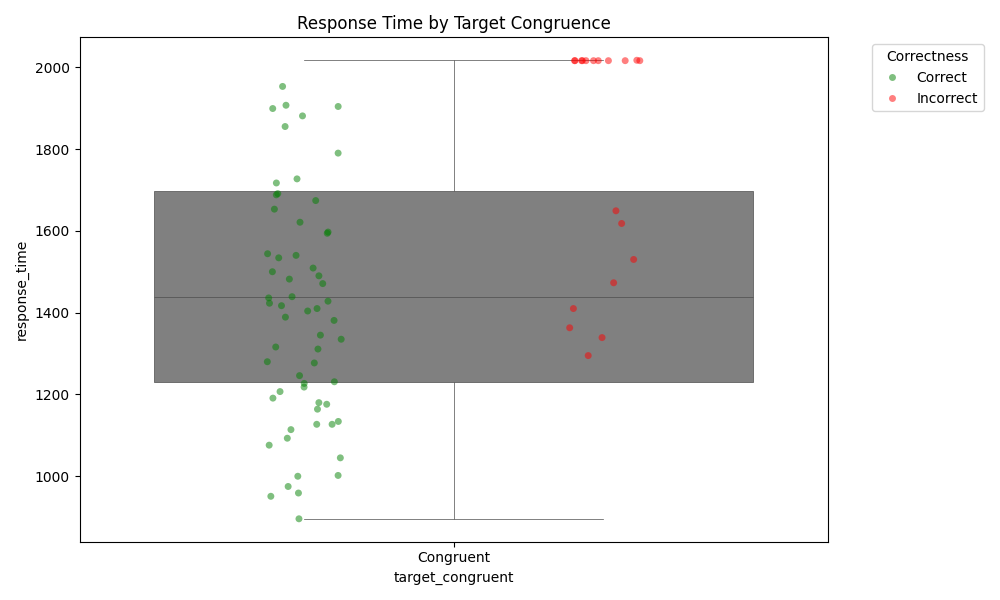 Response Time by Target Congruence
2000
1800
1600
1400
1200
1000
response_time
Congruent
target_congruent
Correctness
Correct
Incorrect